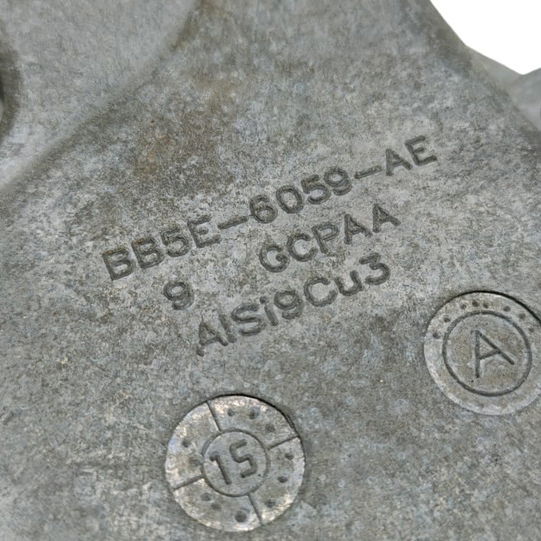 BB5E-6059-AE
9 GCPAA
AlSi9Cu3
A
15